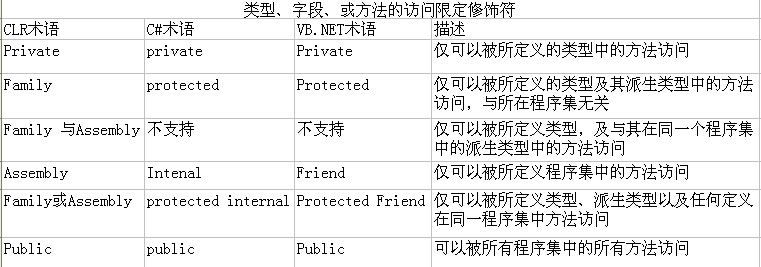 类型、字段、或方法的访问限定修饰符
CLR术语 C#术语 VB.NET术语 描述
Private private Private 仅可以被所定义的类型中的方法访问
Family protected Protected 仅可以被所定义的类型及其派生类型中的方法
访问，与所在程序集无关
Family 与Assembly 不支持 不支持 仅可以被所定义类型，及与其在同一个程序集
中的派生类型中的方法访问
Assembly Intenal Friend 仅可以被所定义程序集中的方法访问
Family或Assembly protected internal Protected Friend 仅可以被所定义类型、派生类型以及任何定义
在同一程序集中方法访问
Public public Public 可以被所有程序集中的所有方法访问